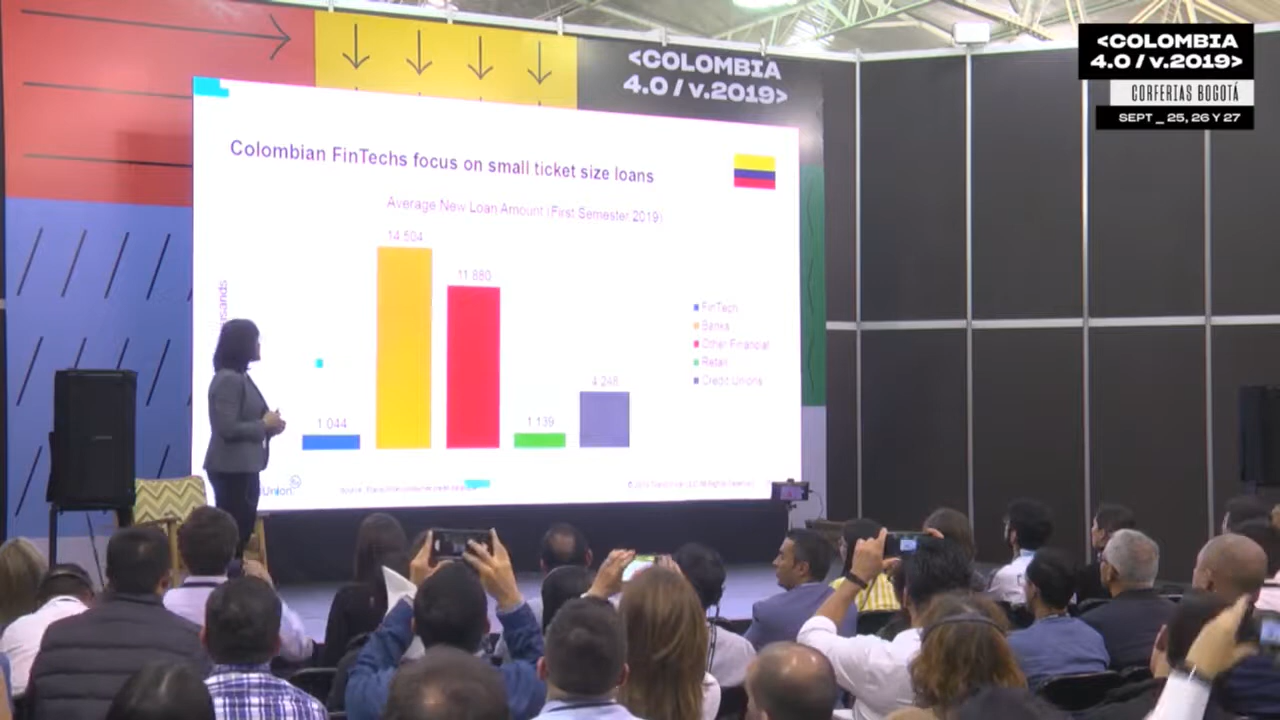 <COLOMBIA
4.0 / v.2019>
<COLOMBIA
4.0 / v.2019>
CORFERIAS BOGOTÁ
SEPT _ 25, 26 Y 27
Colombian FinTechs focus on small ticket size loans
Average New Loan Amount (First Semester 2019)
14 504
11 880
4 248
1 139
1 044
FinTech
Banks
Other Financial
Retail
Credit Unions
Union